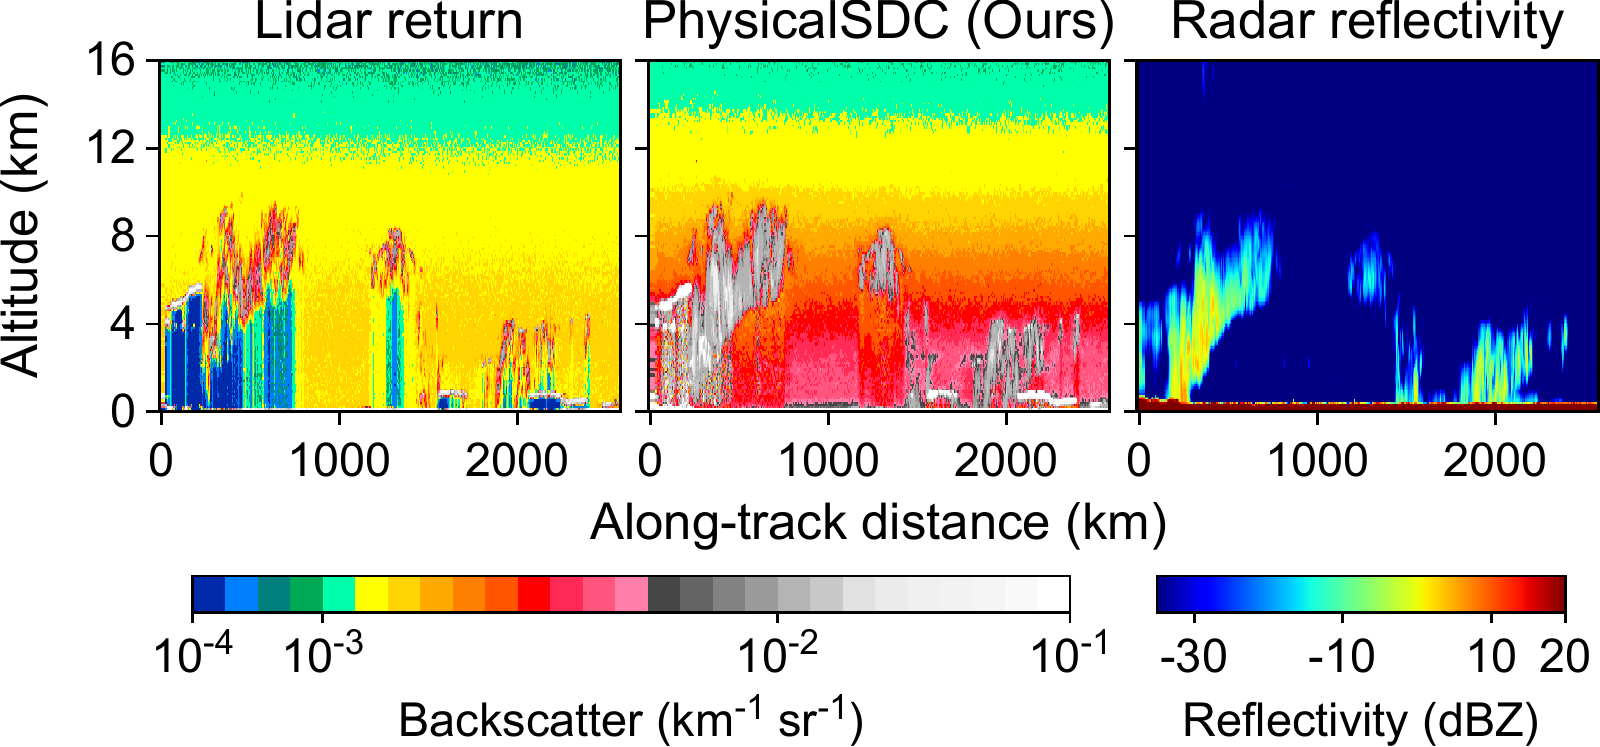 Lidar return PhysicalSDC (Ours) Radar reflectivity
Altitude (km)
16
12
8
4
0
0 1000 2000 0 1000 2000 0 1000 2000
Along-track distance (km)
10⁻⁴ 10⁻³ 10⁻² 10⁻¹ -30 -10 10 20
Backscatter (km⁻¹ sr⁻¹) Reflectivity (dBZ)